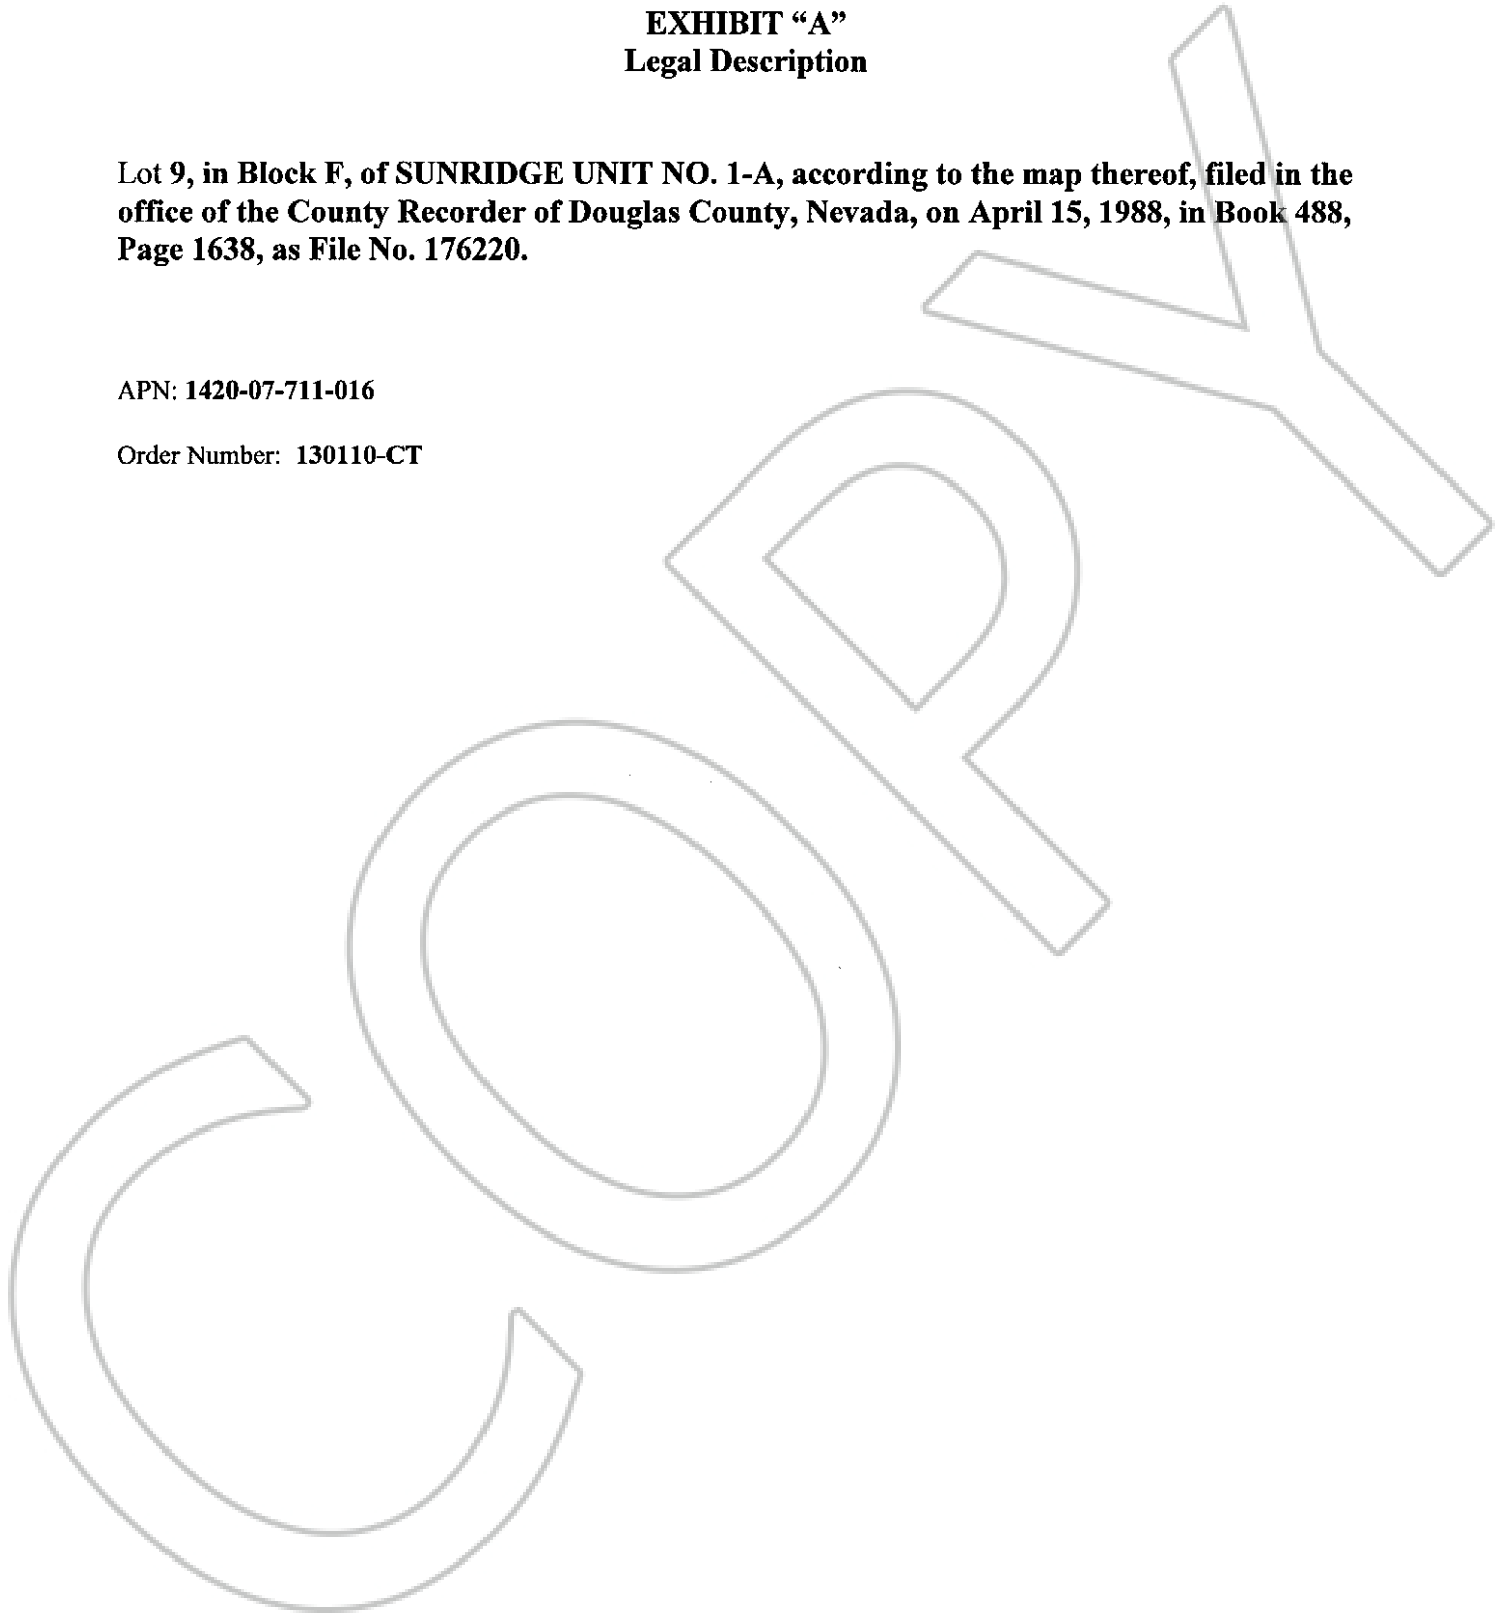 EXHIBIT “A”
Legal Description
Lot 9, in Block F, of SUNRIDGE UNIT NO. 1-A, according to the map thereof, filed in the
office of the County Recorder of Douglas County, Nevada, on April 15, 1988, in Book 488,
Page 1638, as File No. 176220.
APN: 1420-07-711-016
Order Number: 130110-CT
COPY